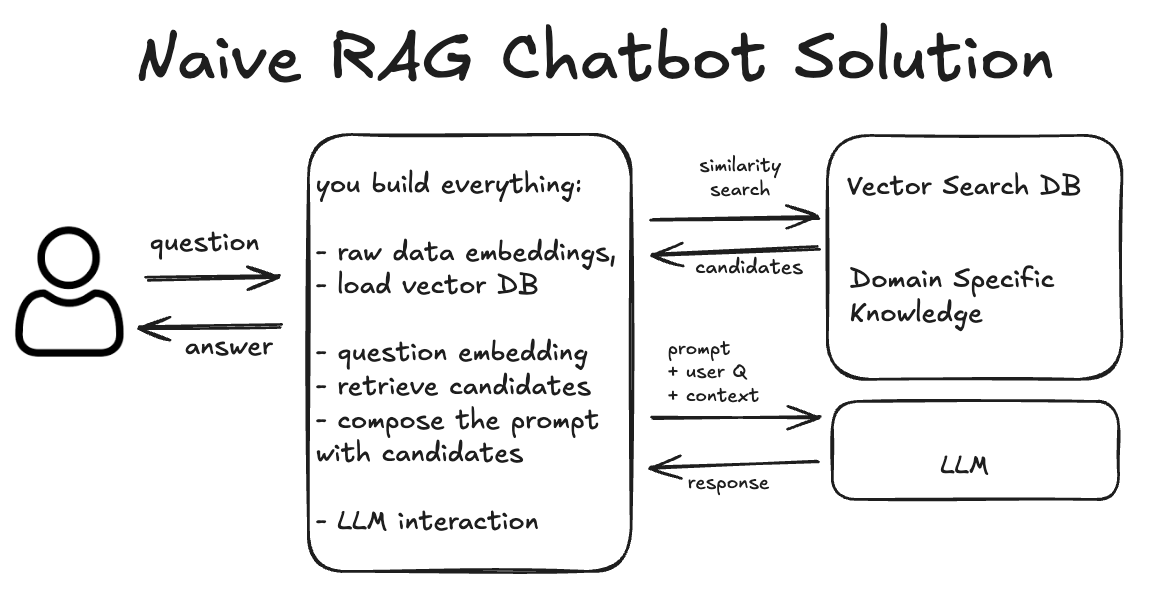 Naive RAG Chatbot Solution
question
answer
you build everything:
- raw data embeddings,
- load vector DB
- question embedding
- retrieve candidates
- compose the prompt
with candidates
- LLM interaction
similarity
search
candidates
prompt
+ user Q
+ context
response
Vector Search DB
Domain Specific
Knowledge
LLM